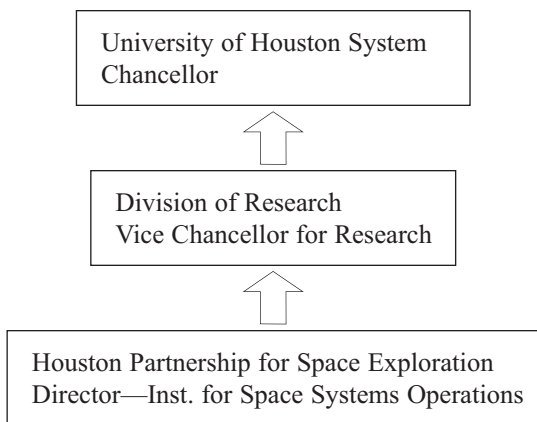 University of Houston System
Chancellor
Division of Research
Vice Chancellor for Research
Houston Partnership for Space Exploration
Director—Inst. for Space Systems Operations